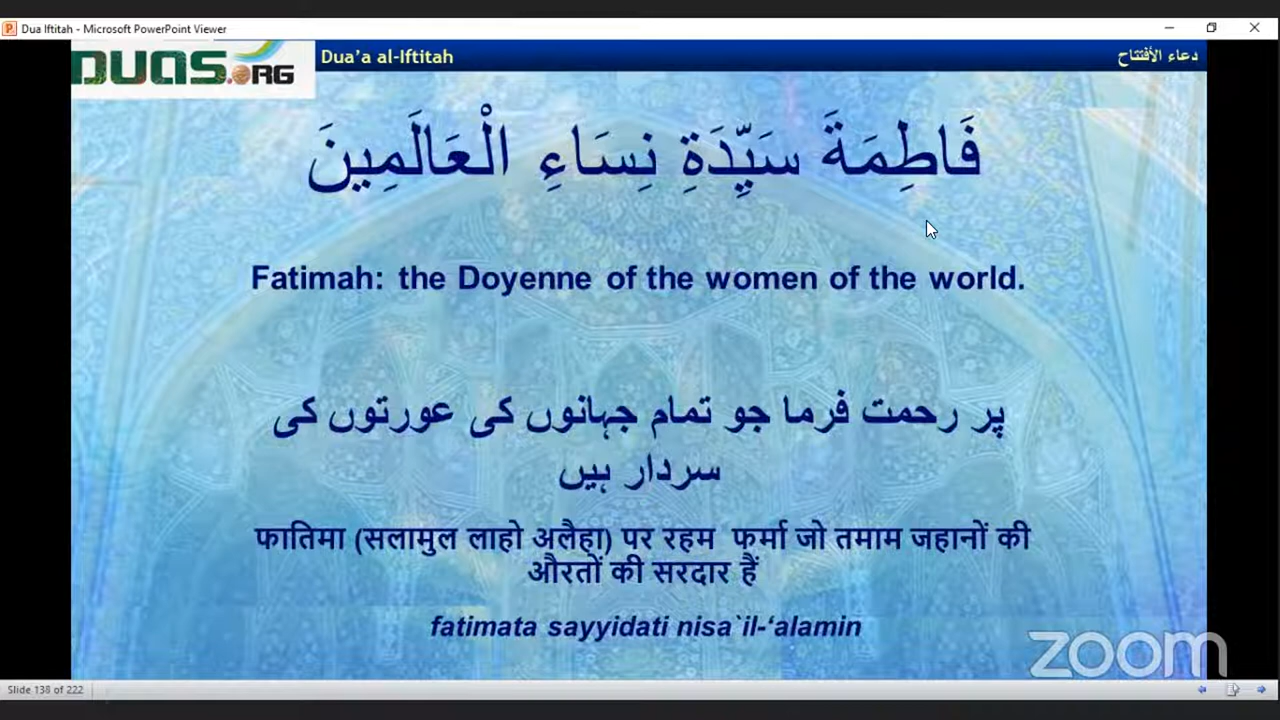 Dua Iftitah - Microsoft PowerPoint Viewer
DUAS.ORG
Dua'a al-Iftitah
دعاء الأفتتاح
فَاطِمَةَ سَيِّدَةِ نِسَاءِ الْعَالَمِينَ
Fatimah: the Doyenne of the women of the world.
پر رحمت فرما جو تمام جہانوں کی عورتوں کی
سردار ہیں
फातिमा (सलामुल लाहो अलैहा) पर रहम फर्मा जो तमाम जहानों की
औरतों की सरदार हैं
fatimata sayyidati nisa`il-‘alamin
zoom
Slide 138 of 222